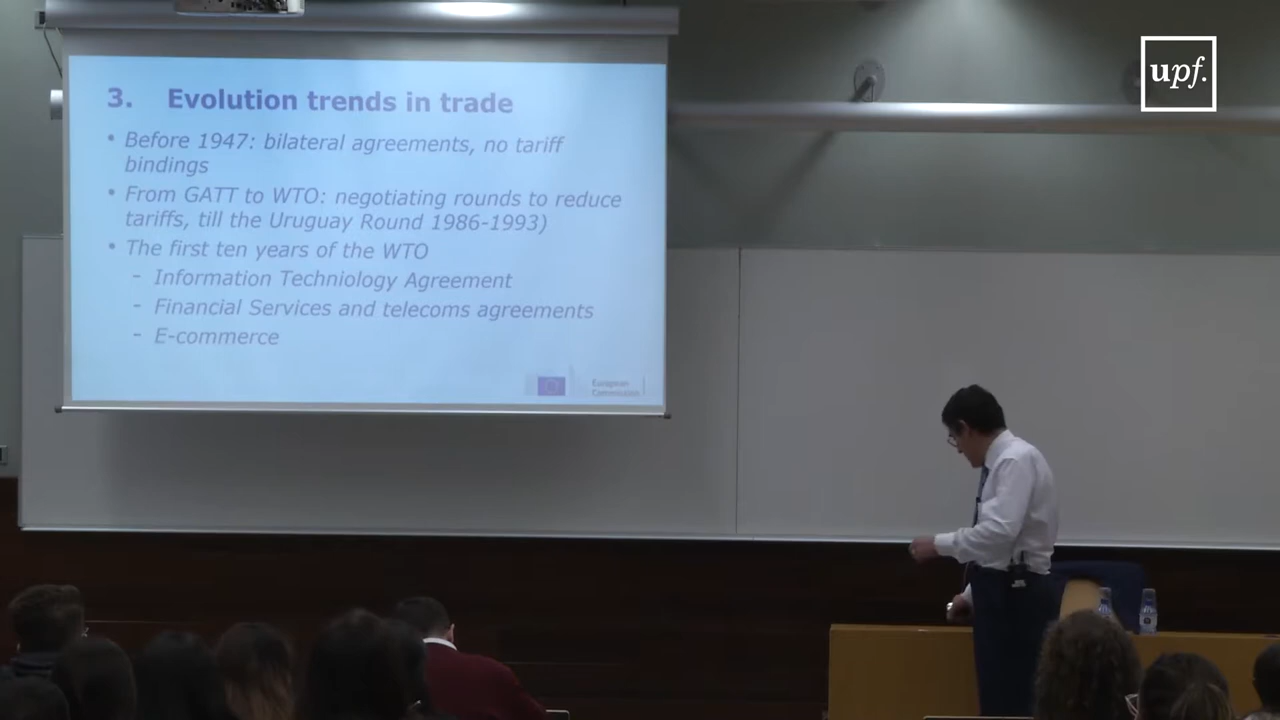 upf.
3. Evolution trends in trade
• Before 1947: bilateral agreements, no tariff
bindings
• From GATT to WTO: negotiating rounds to reduce
tariffs, till the Uruguay Round 1986-1993)
• The first ten years of the WTO
- Information Techniology Agreement
- Financial Services and telecoms agreements
- E-commerce
European
Commission